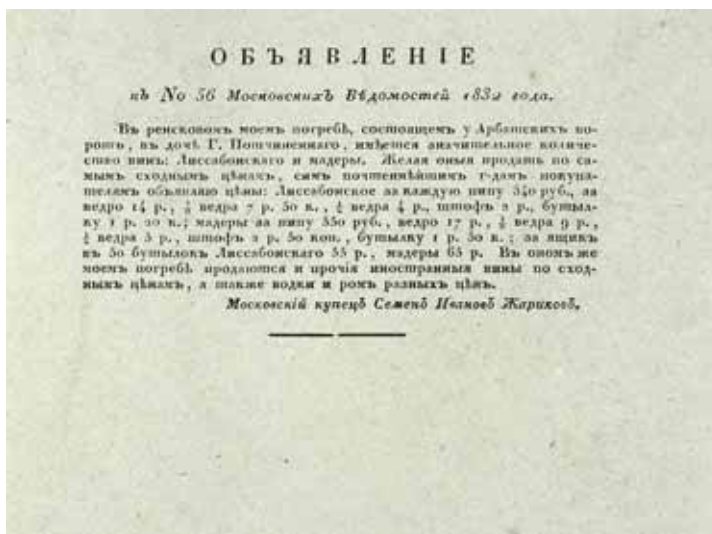 ОБЪЯВЛЕНІЕ
къ No 56 Московскихъ Вѣдомостей 1832 года.
Въ ренсковомъ моемъ погребѣ, состоящемъ у Арбатскихъ во-
ротъ, въ домѣ Г. Попчиненнаго, имѣется значительное количе-
ство винъ: Лиссабонскаго и мадеры. Желая оныя продать по са-
мымъ сходнымъ цѣнамъ, симъ почтеннѣйшимъ г-дамъ покупа-
телямъ объявляю цѣны: Лиссабонское за каждую пипу 340 руб., за
ведро 14 р., ½ ведра 7 р. 50 к., ¼ ведра 4 р., штофъ 2 р., бутыл-
ку 1 р. 20 к.; мадеры за пипу 350 руб., ведро 17 р., ½ ведра 9 р.,
¼ ведра 5 р., штофъ 2 р. 50 коп., бутылку 1 р. 50 к.; за ящикъ
въ 50 бутылокъ Лиссабонскаго 55 р., мадеры 65 р. Въ ономъ же
моемъ погребѣ продаются и прочія иностранныя вины по сход-
нымъ цѣнамъ, а также водки и ромъ разныхъ цѣнъ.
Московскій купецъ Семенъ Ивановъ Жариковъ.